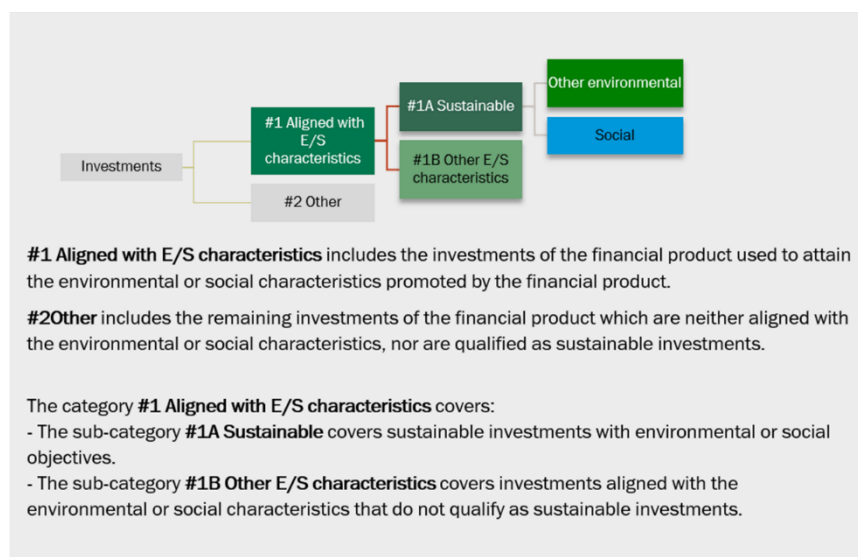 Other environmental
#1A Sustainable
#1 Aligned with
E/S
characteristics
Social
Investments
#1B Other E/S
characteristics
#2 Other
#1 Aligned with E/S characteristics includes the investments of the financial product used to attain
the environmental or social characteristics promoted by the financial product.
#2Other includes the remaining investments of the financial product which are neither aligned with
the environmental or social characteristics, nor are qualified as sustainable investments.
The category #1 Aligned with E/S characteristics covers:
- The sub-category #1A Sustainable covers sustainable investments with environmental or social
objectives.
- The sub-category #1B Other E/S characteristics covers investments aligned with the
environmental or social characteristics that do not qualify as sustainable investments.